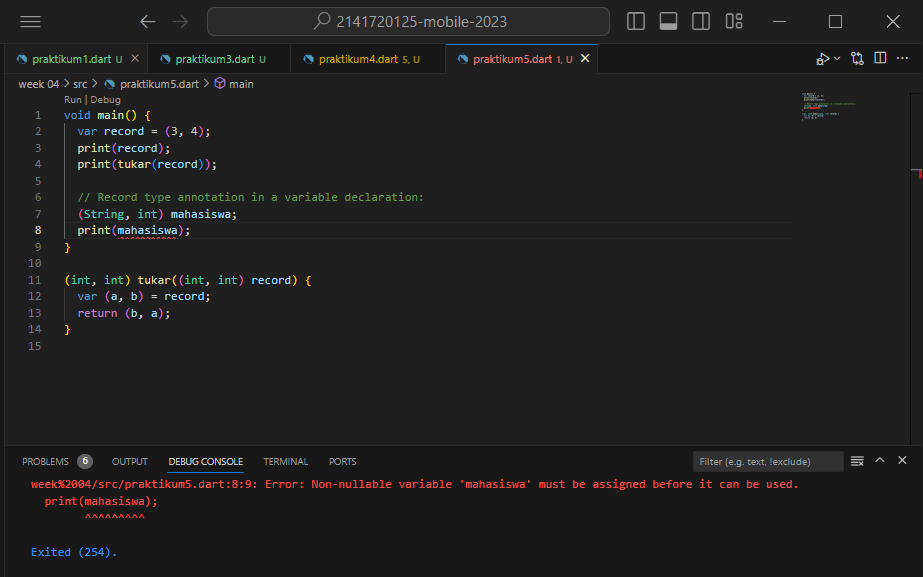 2141720125-mobile-2023
praktikum1.dart U
praktikum3.dart U
praktikum4.dart 5, U
praktikum5.dart 1, U
week 04 > src > praktikum5.dart > main
Run | Debug
1 void main() {
2 var record = (3, 4);
3 print(record);
4 print(tukar(record));
5
6 // Record type annotation in a variable declaration:
7 (String, int) mahasiswa;
8 print(mahasiswa);
9 }
10
11 (int, int) tukar((int, int) record) {
12 var (a, b) = record;
13 return (b, a);
14 }
15
PROBLEMS 6 OUTPUT DEBUG CONSOLE TERMINAL PORTS
Filter (e.g. text, !exclude)
week%2004/src/praktikum5.dart:8:9: Error: Non-nullable variable 'mahasiswa' must be assigned before it can be used.
print(mahasiswa);
^^^^^^^^^
Exited (254).